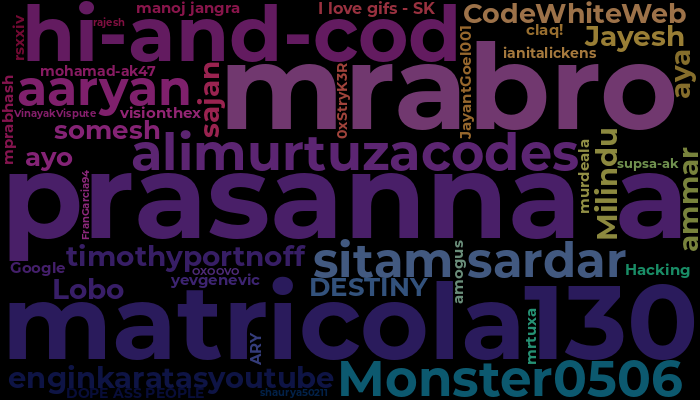 manoj jangra
I love gifs - SK
CodeWhiteWeb
hi-and-cod
rajesh
rsxxiv
claq!
Jayesh
ianitalickens
JayantGoel001
aya
mrabro
mohamad-ak47
aaryan
sajan
0xStryK3R
mprabhash
VinayakVispute
visionthex
somesh
alimurtuzacodes
murdeala
Milindu
supsa-ak
ammar
ayo
FranGarcia94
prasanna a
timothyportnoff
sitam sardar
amogus
Google
oxoovo
yevgenevic
Hacking
Lobo
DESTINY
matricola130
ARY
mrtuxa
enginkaratasyoutube
Monster0506
DOPE ASS PEOPLE
shaurya50211